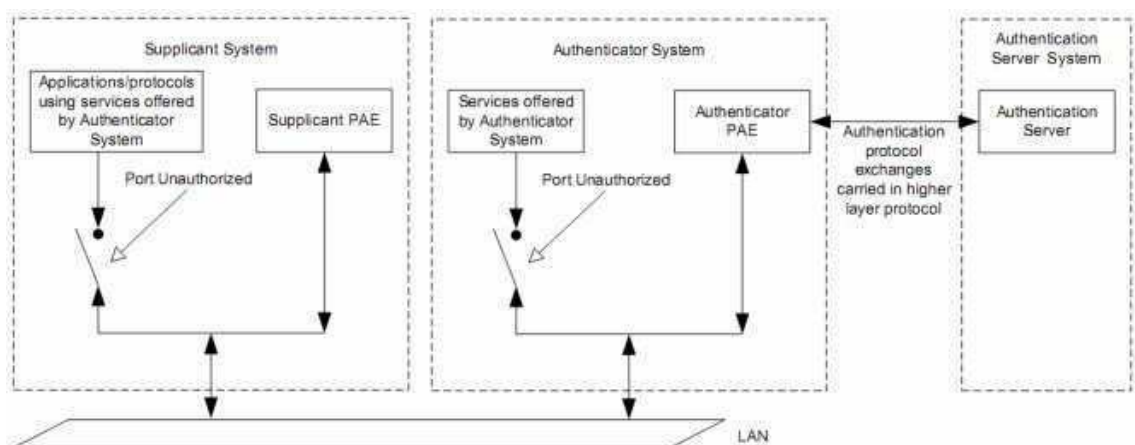 Supplicant System
Applications/protocols
using services offered
by Authenticator
System
Supplicant PAE
Port Unauthorized
Authenticator System
Services offered
by Authenticator
System
Authenticator
PAE
Port Unauthorized
Authentication
protocol
exchanges
carried in higher
layer protocol
Authentication
Server System
Authentication
Server
LAN